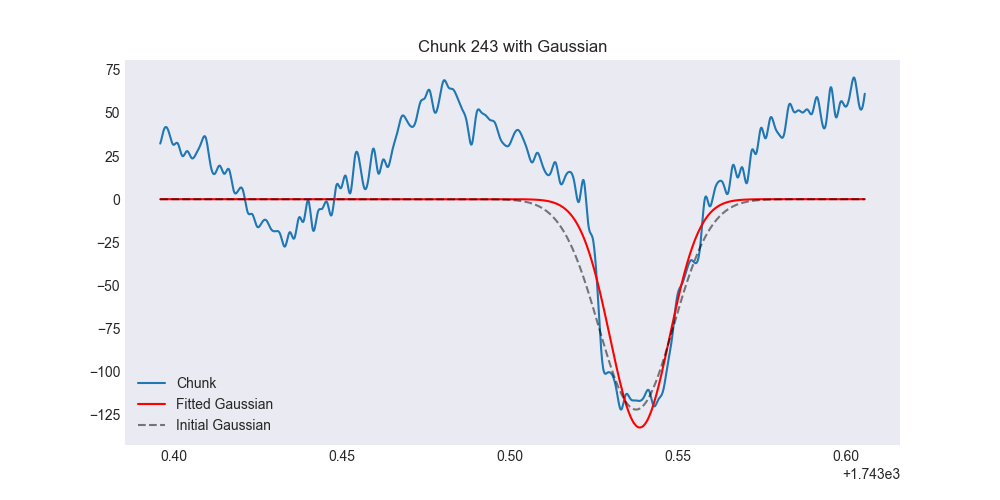 Chunk 243 with Gaussian
75
50
25
0
−25
−50
−75
−100
−125
Chunk
Fitted Gaussian
Initial Gaussian
0.40 0.45 0.50 0.55 0.60
+1.743e3